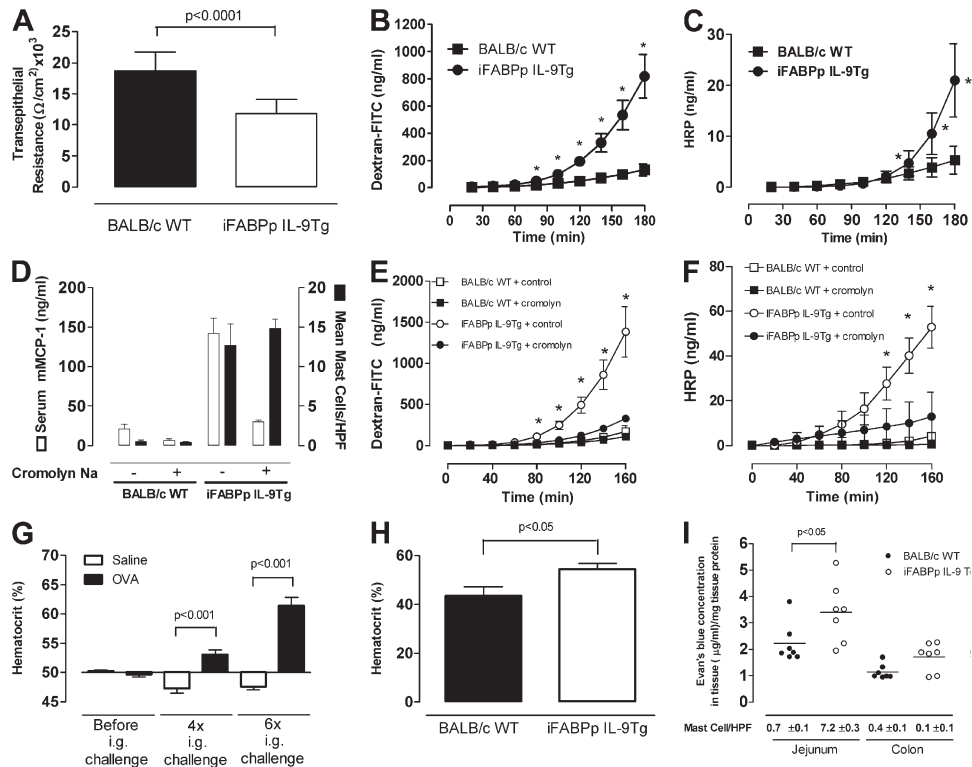 A
p<0.0001
Transepithelial
Resistance (Ω/cm²) x10³
25
20
15
10
5
0
BALB/c WT
iFABPp IL-9Tg
B
BALB/c WT
iFABPp IL-9Tg
Dextran-FITC (ng/ml)
1000
800
600
400
200
0
* * * * * *
0 30 60 90 120 150 180
Time (min)
C
BALB/c WT
iFABPp IL-9Tg
HRP (ng/ml)
30
20
10
0
* * *
0 30 60 90 120 150 180
Time (min)
D
Serum mMCP-1 (ng/ml)
200
150
100
50
0
Mean Mast Cells/HPF
20
15
10
5
0
Cromolyn Na - + - +
BALB/c WT iFABPp IL-9Tg
E
BALB/c WT + control
BALB/c WT + cromolyn
IFABPp IL-9Tg + control
iFABPp IL-9Tg + cromolyn
Dextran-FITC (ng/ml)
2000
1500
1000
500
0
* * * * *
0 40 80 120 160
Time (min)
F
BALB/c WT + control
BALB/c WT + cromolyn
IFABPp IL-9Tg + control
iFABPp IL-9Tg + cromolyn
HRP (ng/ml)
80
60
40
20
0
* * *
0 40 80 120 160
Time (min)
G
Saline
OVA
Hematocrit (%)
70
65
60
55
50
45
p<0.001
p<0.001
Before i.g. challenge
4x i.g. challenge
6x i.g. challenge
H
p<0.05
Hematocrit (%)
60
40
20
0
BALB/c WT
iFABPp IL-9Tg
I
p<0.05
BALB/c WT
iFABPp IL-9 Tg
Evan's blue concentration
in tissue ( µg/ml)/mg tissue protein
6
5
4
3
2
1
0
Mast Cell/HPF 0.7 ±0.1 7.2 ±0.3 0.4 ±0.1 0.1 ±0.1
Jejunum Colon